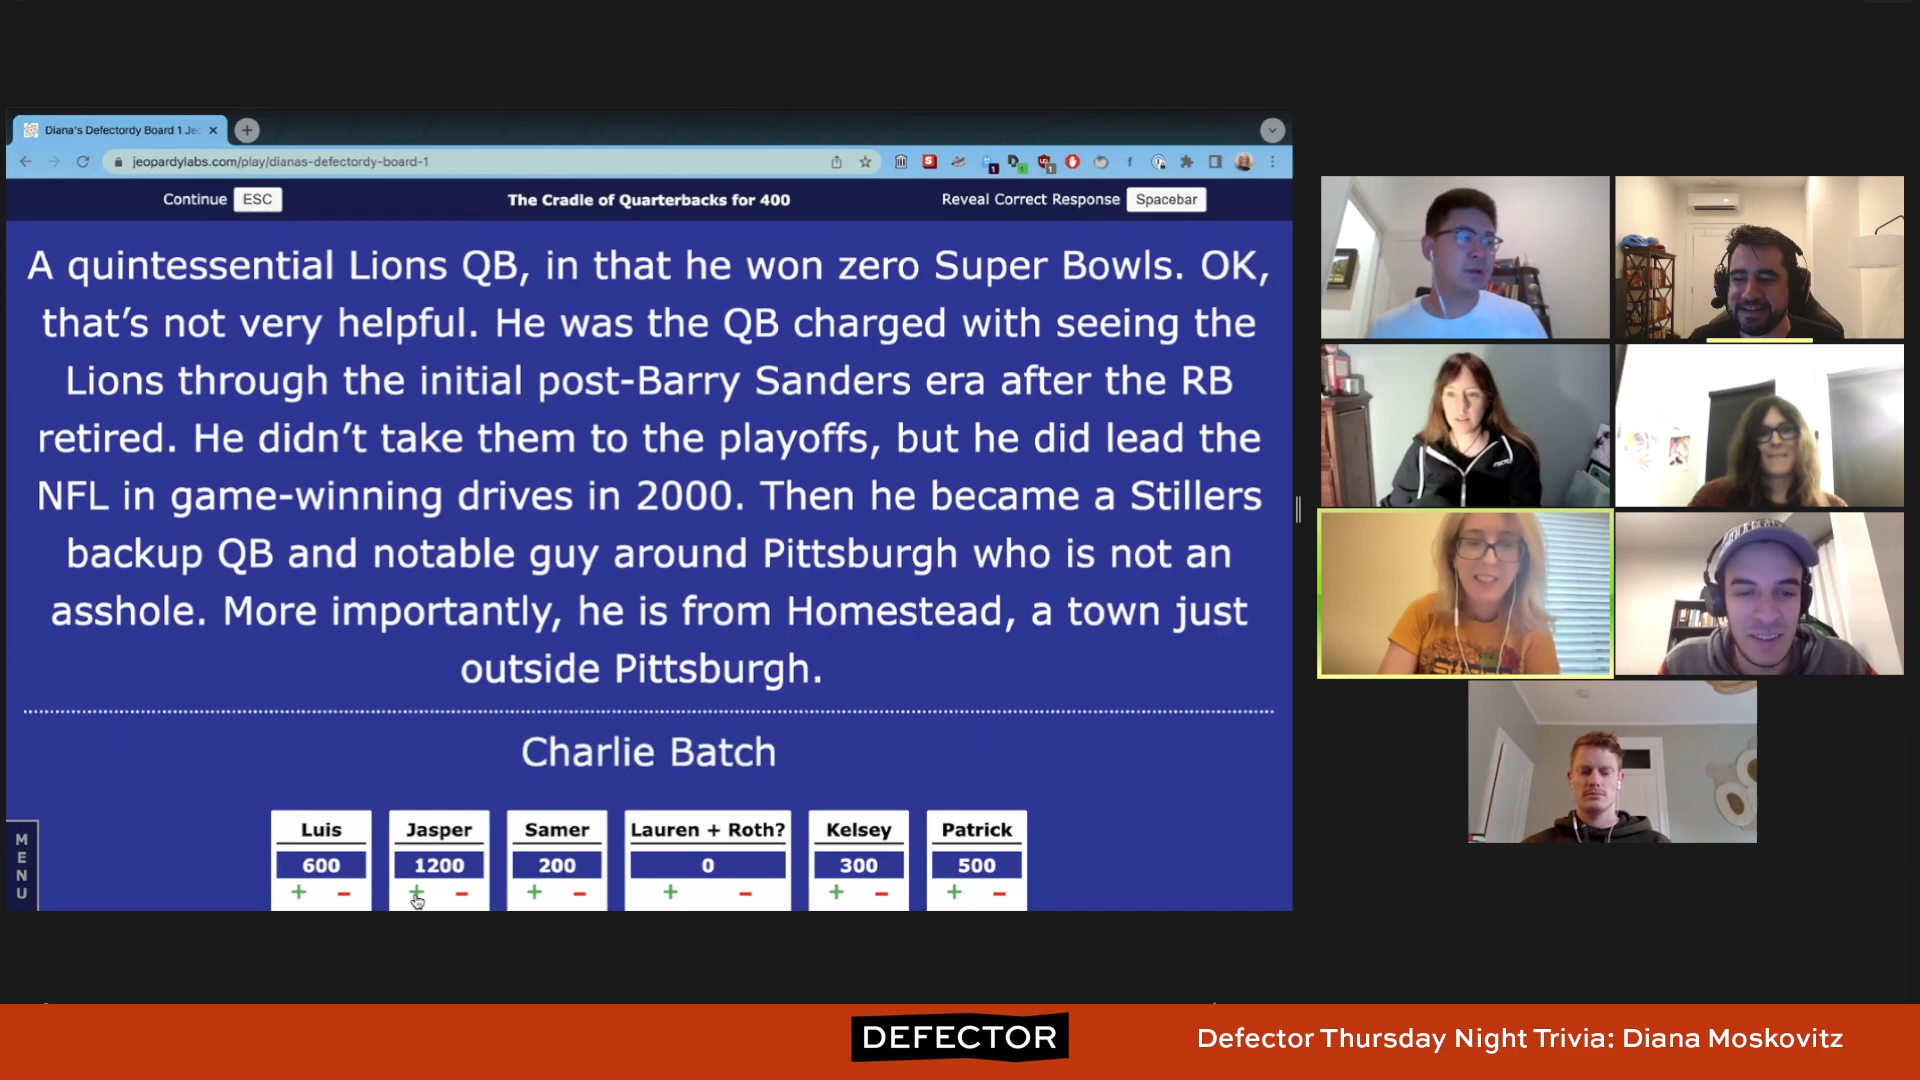 Diana's Defectordy Board 1 Je
jeopardylabs.com/play/dianas-defectordy-board-1
Continue ESC
The Cradle of Quarterbacks for 400
Reveal Correct Response Spacebar
A quintessential Lions QB, in that he won zero Super Bowls. OK,
that's not very helpful. He was the QB charged with seeing the
Lions through the initial post-Barry Sanders era after the RB
retired. He didn't take them to the playoffs, but he did lead the
NFL in game-winning drives in 2000. Then he became a Stillers
backup QB and notable guy around Pittsburgh who is not an
asshole. More importantly, he is from Homestead, a town just
outside Pittsburgh.
Charlie Batch
MENU
Luis Jasper Samer Lauren + Roth? Kelsey Patrick
600 1200 200 0 300 500
+ - + - + - + - + - + -
DEFECTOR
Defector Thursday Night Trivia: Diana Moskovitz